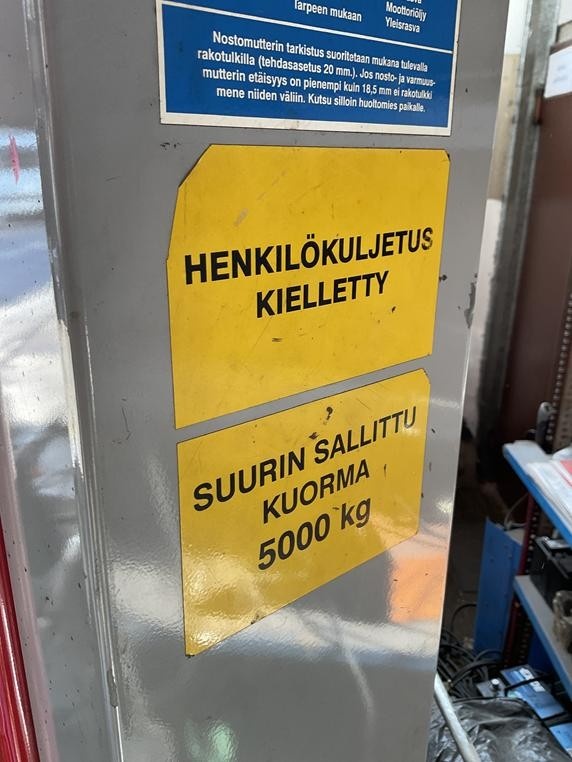 Tarpeen mukaan
Moottoriöljy
Yleisrasva
Nostomutterin tarkistus suoritetaan mukana tulevalla
rakotulkilla (tehdasasetus 20 mm.). Jos nosto- ja varmuus-
mutterin etäisyys on pienempi kuin 18,5 mm ei rakotulkki
mene niiden väliin. Kutsu silloin huoltomies paikalle.
HENKILÖKULJETUS
KIELLETTY
SUURIN SALLITTU
KUORMA
5000 kg